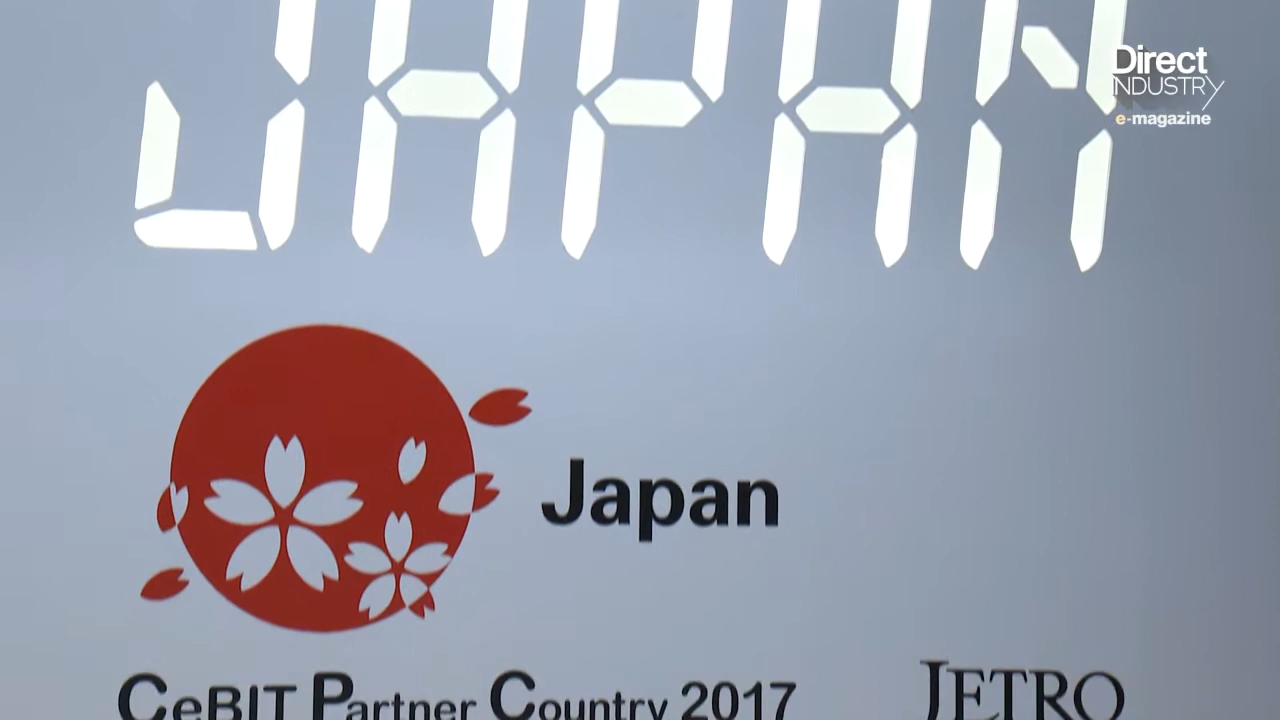 JAPAN
Direct
INDUSTRY
e-magazine
Japan
CeBIT Partner Country 2017
JETRO